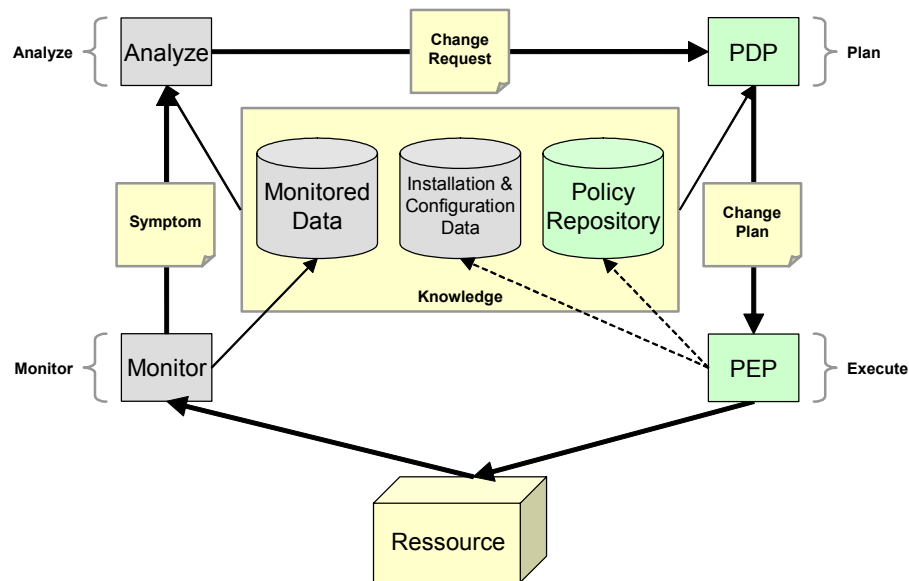 Analyze
Analyze
Change
Request
PDP
Plan
Monitored
Data
Installation &
Configuration
Data
Policy
Repository
Symptom
Change
Plan
Knowledge
Monitor
Monitor
PEP
Execute
Ressource